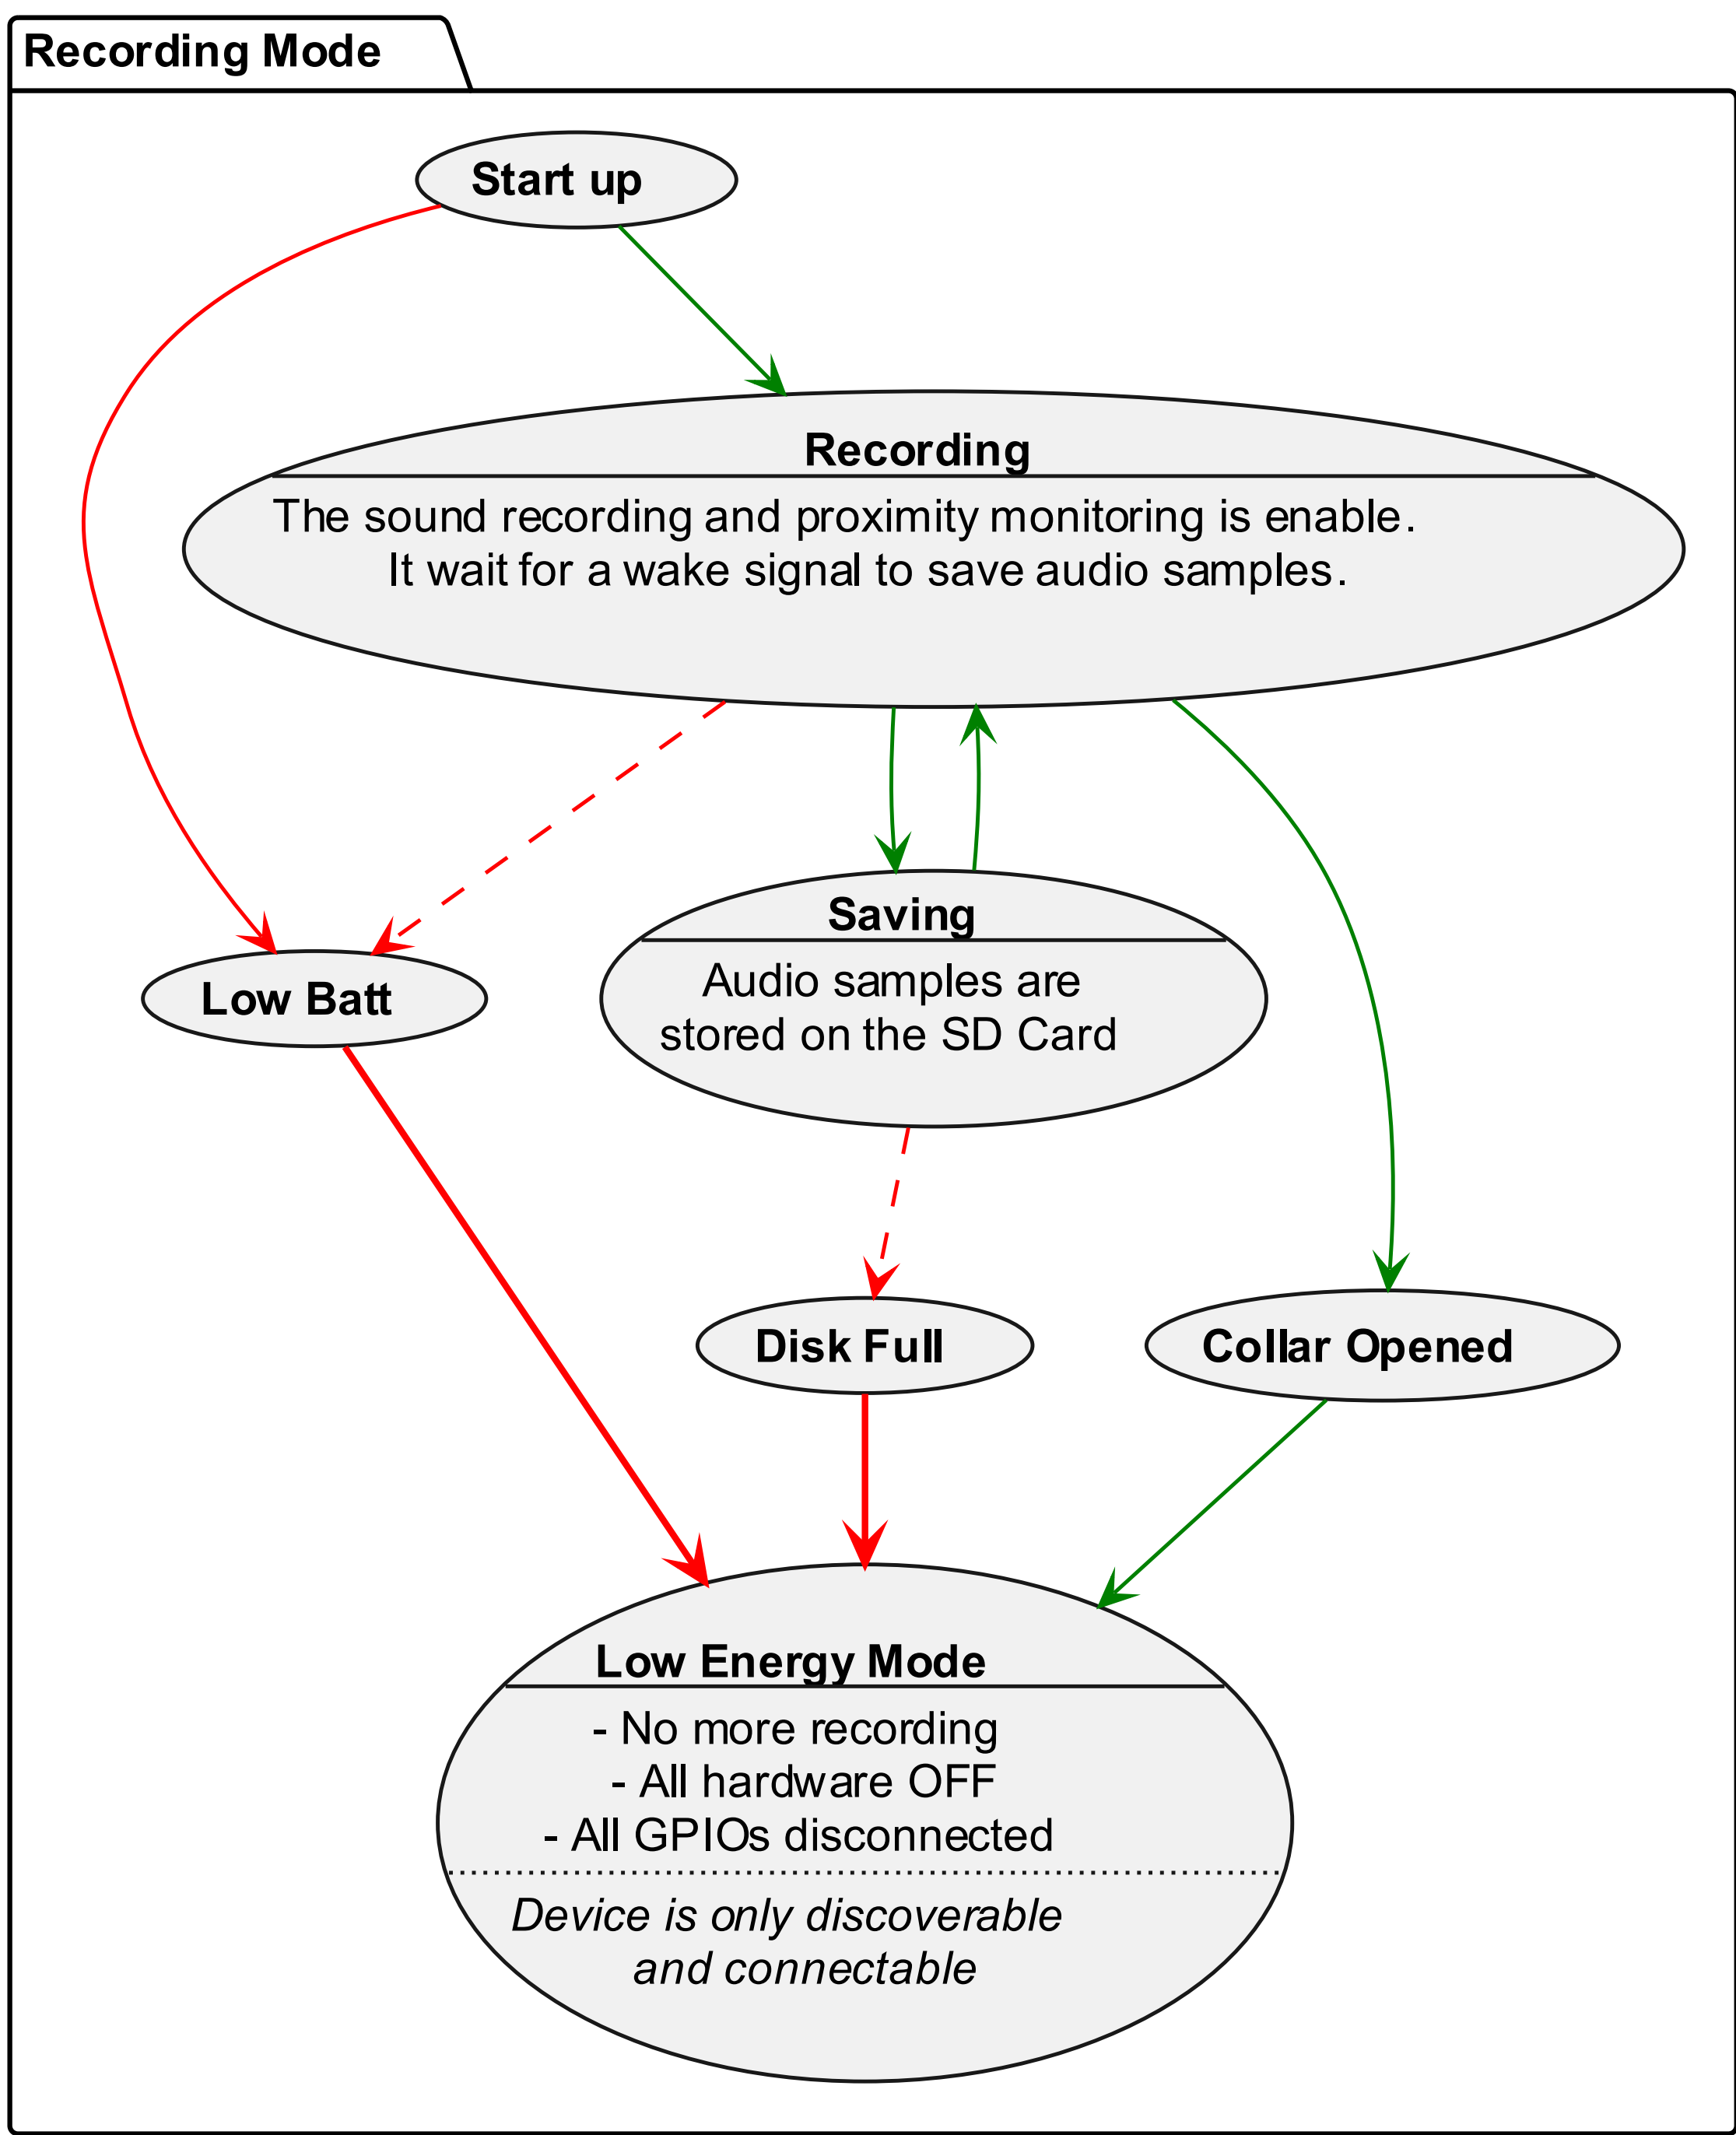 Recording Mode
Start up
Recording
The sound recording and proximity monitoring is enable.
It wait for a wake signal to save audio samples.
Saving
Audio samples are
stored on the SD Card
Low Batt
Disk Full
Collar Opened
Low Energy Mode
- No more recording
- All hardware OFF
- All GPIOs disconnected
Device is only discoverable
and connectable